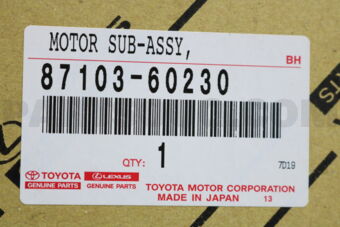 MOTOR SUB-ASSY,
BH
87103-60230
QTY: 1
7D19
TOYOTA
GENUINE PARTS
LEXUS
GENUINE PARTS
TOYOTA MOTOR CORPORATION
MADE IN JAPAN 13